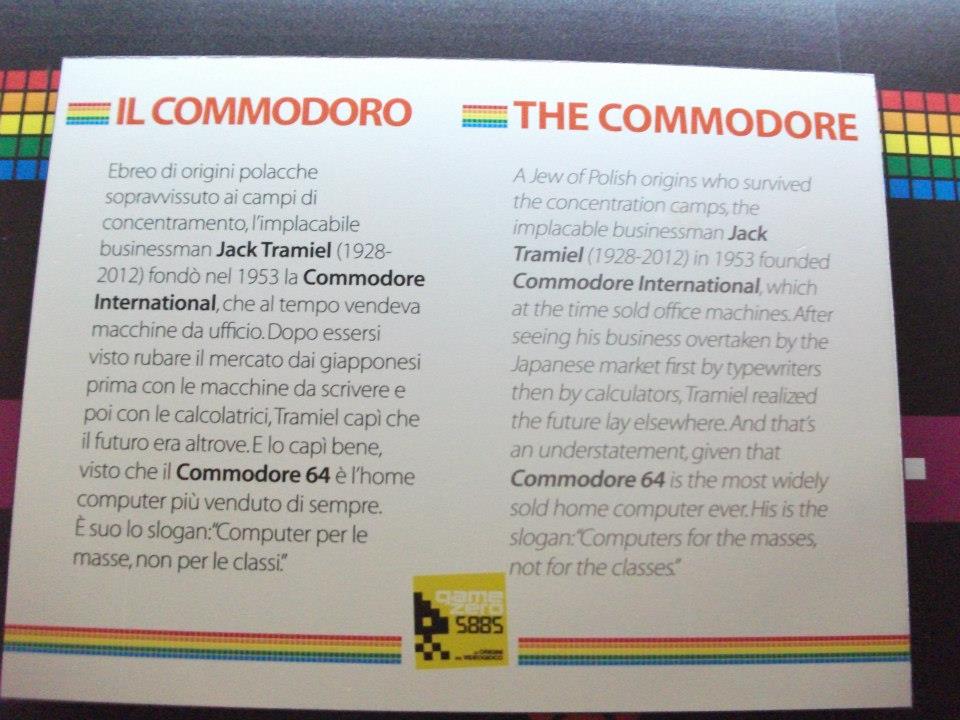 IL COMMODORO
Ebreo di origini polacche
sopravvissuto ai campi di
concentramento, l'implacabile
businessman Jack Tramiel (1928-
2012) fondò nel 1953 la Commodore
International, che al tempo vendeva
macchine da ufficio. Dopo essersi
visto rubare il mercato dai giapponesi
prima con le macchine da scrivere e
poi con le calcolatrici, Tramiel capì che
il futuro era altrove. E lo capì bene,
visto che il Commodore 64 è l'home
computer più venduto di sempre.
È suo lo slogan: "Computer per le
masse, non per le classi."
THE COMMODORE
A Jew of Polish origins who survived
the concentration camps, the
implacable businessman Jack
Tramiel (1928-2012) in 1953 founded
Commodore International, which
at the time sold office machines. After
seeing his business overtaken by the
Japanese market first by typewriters
then by calculators, Tramiel realized
the future lay elsewhere. And that's
an understatement, given that
Commodore 64 is the most widely
sold home computer ever. His is the
slogan: "Computers for the masses,
not for the classes."
game
zero
5885
le ORIGINI
del VIDEOGIOCO